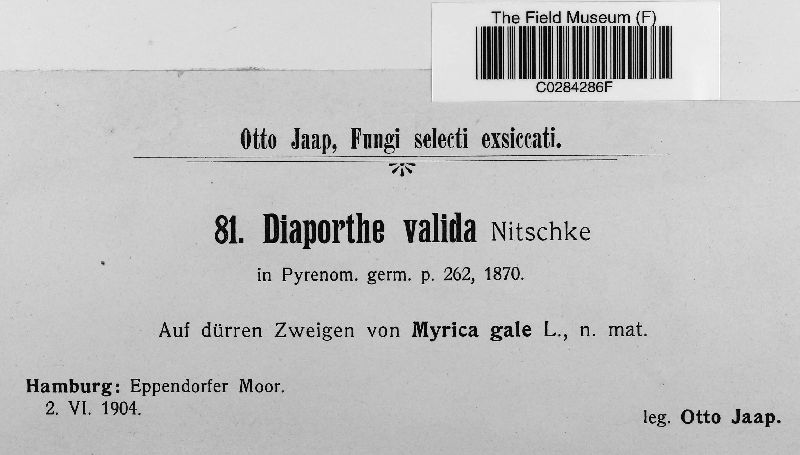 The Field Museum (F)
C0284286F
Otto Jaap, Fungi selecti exsiccati.
81. Diaporthe valida Nitschke
in Pyrenom. germ. p. 262, 1870.
Auf dürren Zweigen von Myrica gale L., n. mat.
Hamburg: Eppendorfer Moor.
2. VI. 1904.
leg. Otto Jaap.